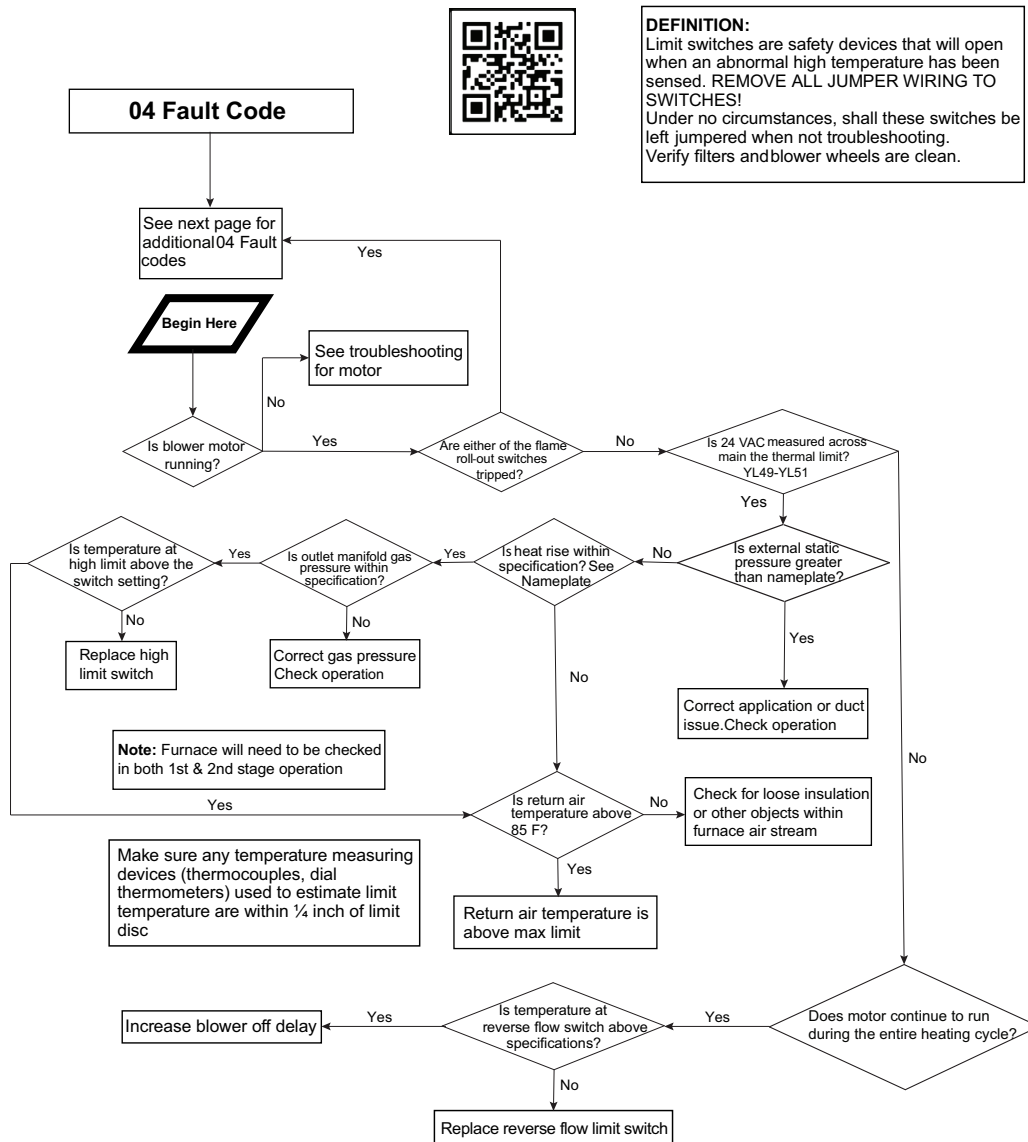 DEFINITION:
Limit switches are safety devices that will open
when an abnormal high temperature has been
sensed. REMOVE ALL JUMPER WIRING TO
SWITCHES!
Under no circumstances, shall these switches be
left jumpered when not troubleshooting.
Verify filters andblower wheels are clean.
04 Fault Code
See next page for
additional04 Fault
codes
Yes
Begin Here
See troubleshooting
for motor
No
Is blower motor
running?
Yes
Are either of the flame
roll-out switches
tripped?
No
Is 24 VAC measured across
main the thermal limit?
YL49-YL51
Yes
Is temperature at
high limit above the
switch setting?
Yes
Is outlet manifold gas
pressure within
specification?
Yes
Is heat rise within
specification? See
Nameplate
No
Is external static
pressure greater
than nameplate?
No
Replace high
limit switch
No
Correct gas pressure
Check operation
No
Yes
Correct application or duct
issue.Check operation
No
Note: Furnace will need to be checked
in both 1st & 2nd stage operation
Yes
Is return air
temperature above
85 F?
No
Check for loose insulation
or other objects within
furnace air stream
Yes
Make sure any temperature measuring
devices (thermocouples, dial
thermometers) used to estimate limit
temperature are within ¼ inch of limit
disc
Return air temperature is
above max limit
Increase blower off delay
Yes
Is temperature at
reverse flow switch above
specifications?
Yes
Does motor continue to run
during the entire heating cycle?
No
Replace reverse flow limit switch